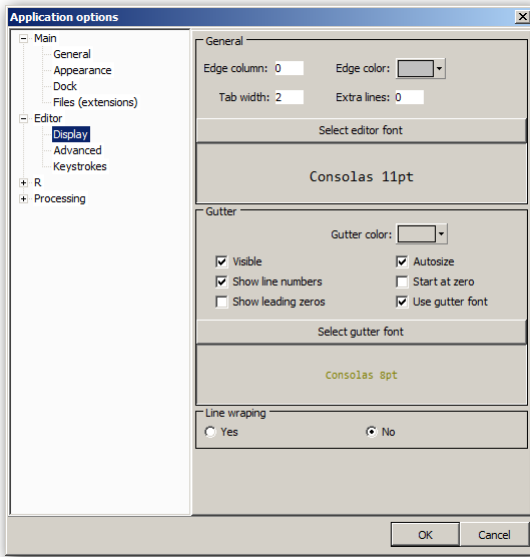 Application options
Main
General
Appearance
Dock
Files (extensions)
Editor
Display
Advanced
Keystrokes
R
Processing
General
Edge column: 0 Edge color:
Tab width: 2 Extra lines: 0
Select editor font
Consolas 11pt
Gutter
Gutter color:
Visible Autosize
Show line numbers Start at zero
Show leading zeros Use gutter font
Select gutter font
Consolas 8pt
Line wraping
Yes No
OK Cancel